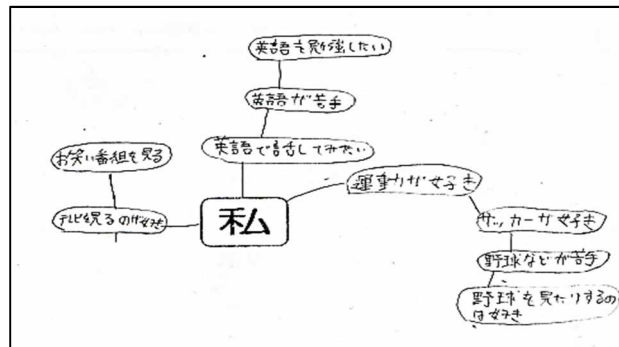 英語を勉強したい
英語が苦手
英語で話してみたい
お笑い番組を見る
運動が好き
テレビ見るのが好き
私
サッカーが好き
野球などが苦手
野球を見たりするの
は好き